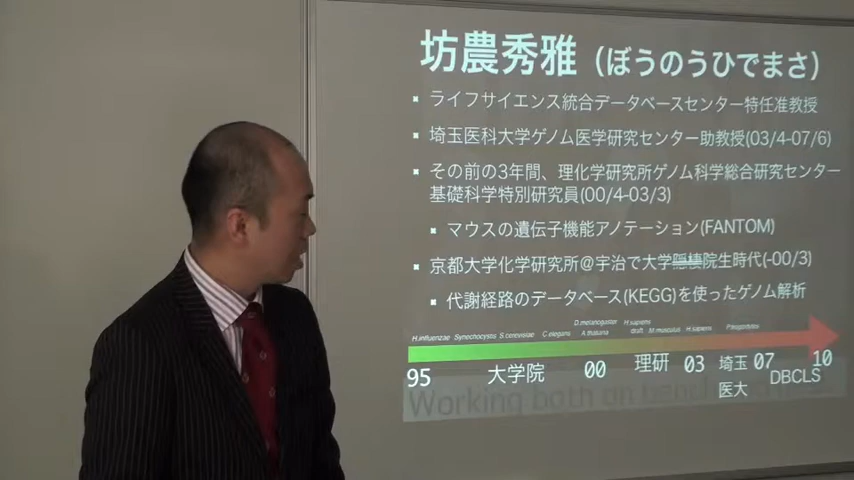 坊農秀雅（ぼうのうひでまさ）
ライフサイエンス統合データベースセンター特任准教授
埼玉医科大学ゲノム医学研究センター助教授(03/4-07/6)
その前の3年間、理化学研究所ゲノム科学総合研究センター
基礎科学特別研究員(00/4-03/3)
マウスの遺伝子機能アノテーション(FANTOM)
京都大学化学研究所@宇治で大学隠棲院生時代(-00/3)
代謝経路のデータベース(KEGG)を使ったゲノム解析
D.melanogaster H.sapiens
H.influenzae Synechocystis S.cerevisiae C.elegans A.thaliana draft M.musculus H.sapiens
95 大学院 00 理研 03 埼玉医大 07 DBCLS 10
Working both on bench